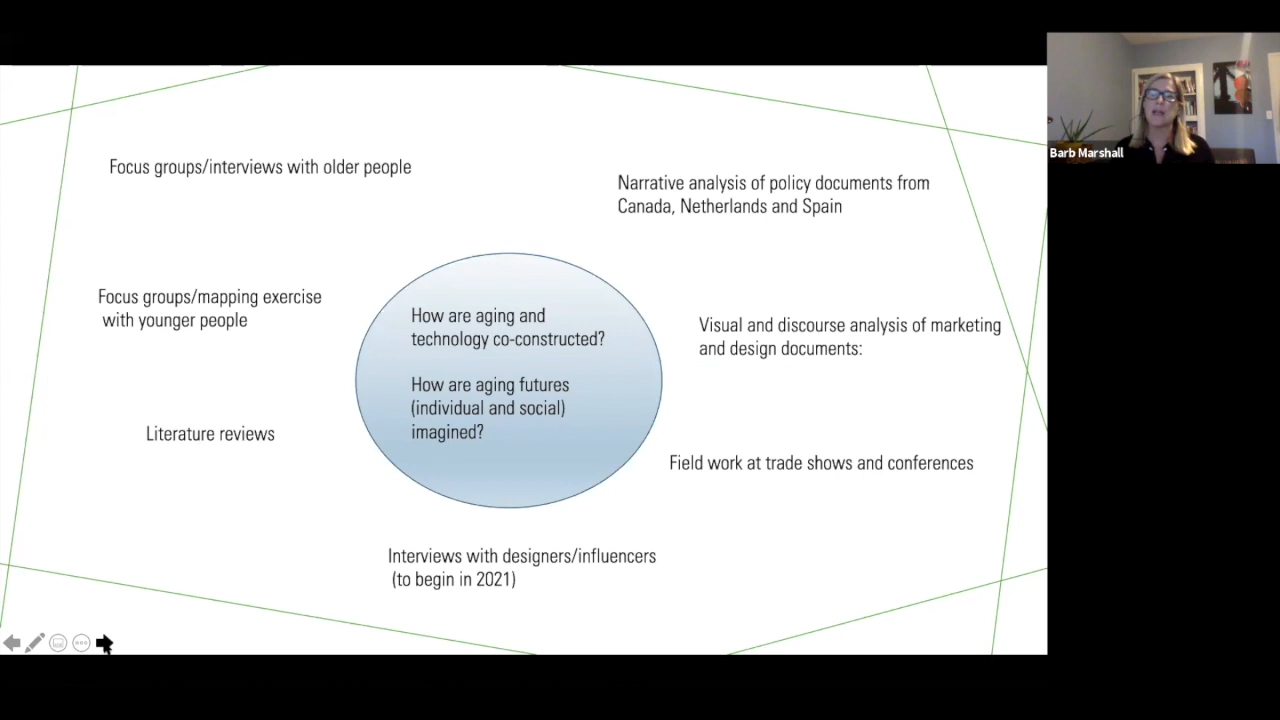 Focus groups/interviews with older people
Narrative analysis of policy documents from
Canada, Netherlands and Spain
Focus groups/mapping exercise
with younger people
How are aging and
technology co-constructed?
How are aging futures
(individual and social)
imagined?
Visual and discourse analysis of marketing
and design documents:
Literature reviews
Field work at trade shows and conferences
Interviews with designers/influencers
(to begin in 2021)
Barb Marshall